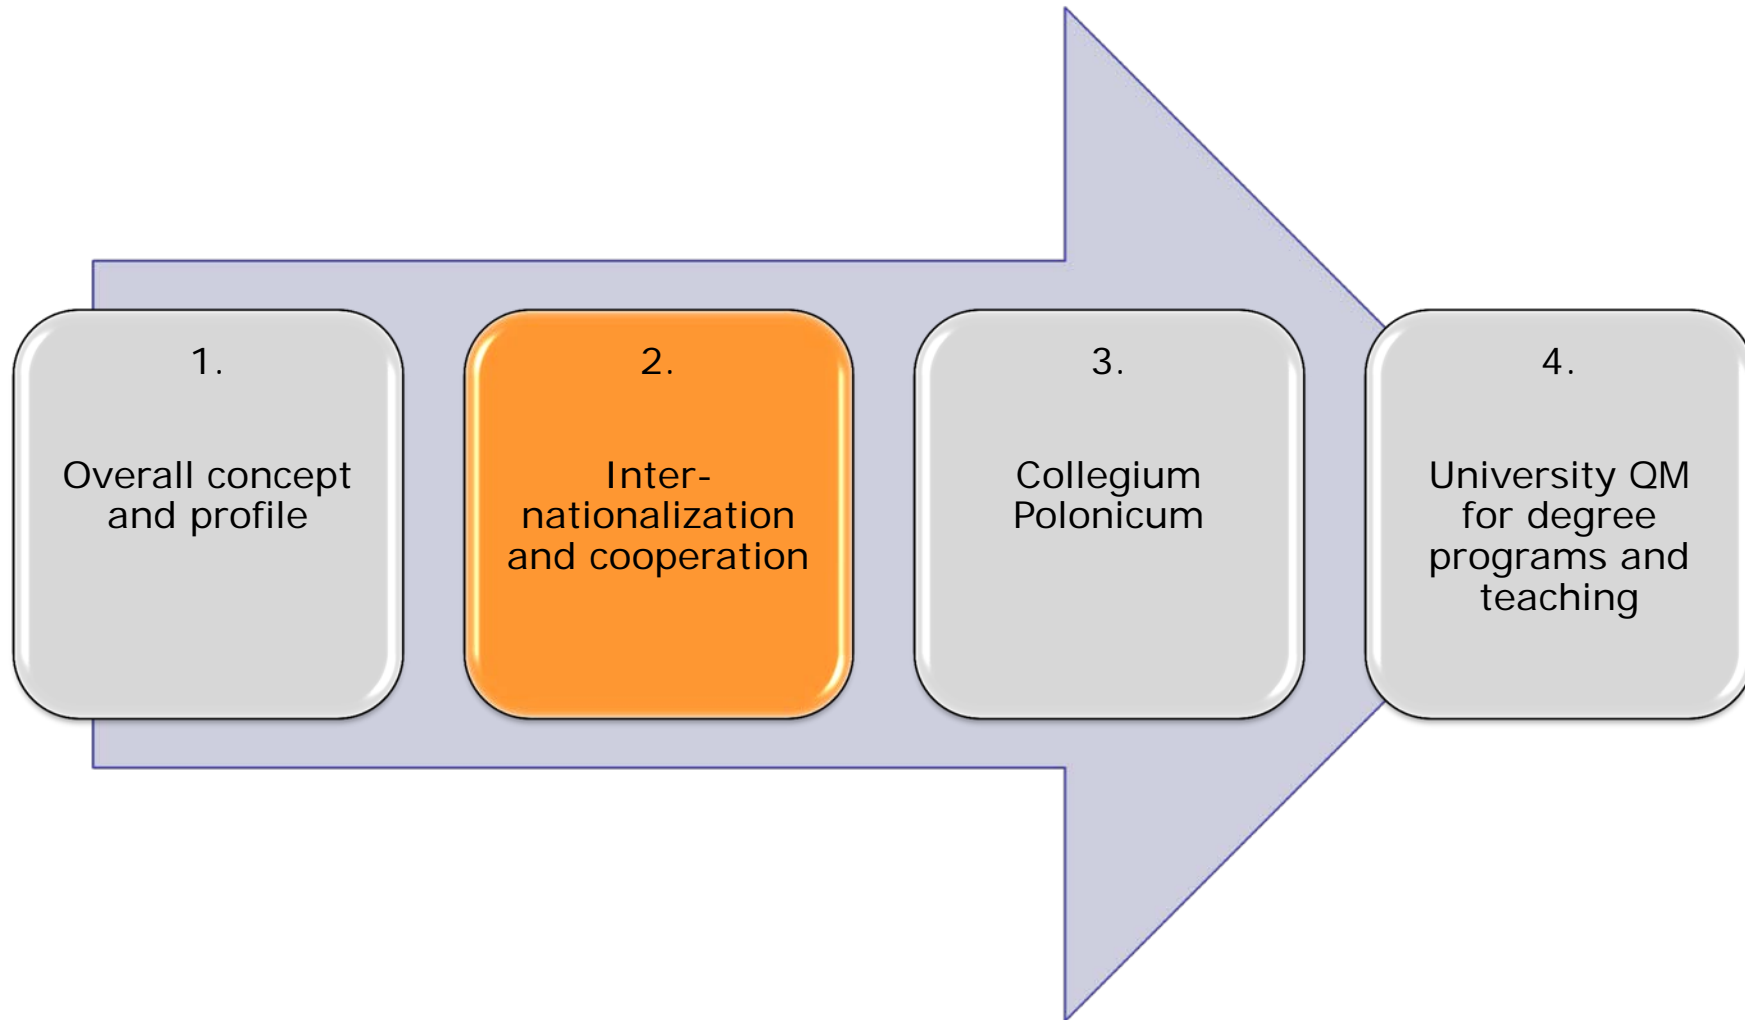 1.
Overall concept
and profile
2.
Inter-
nationalization
and cooperation
3.
Collegium
Polonicum
4.
University QM
for degree
programs and
teaching